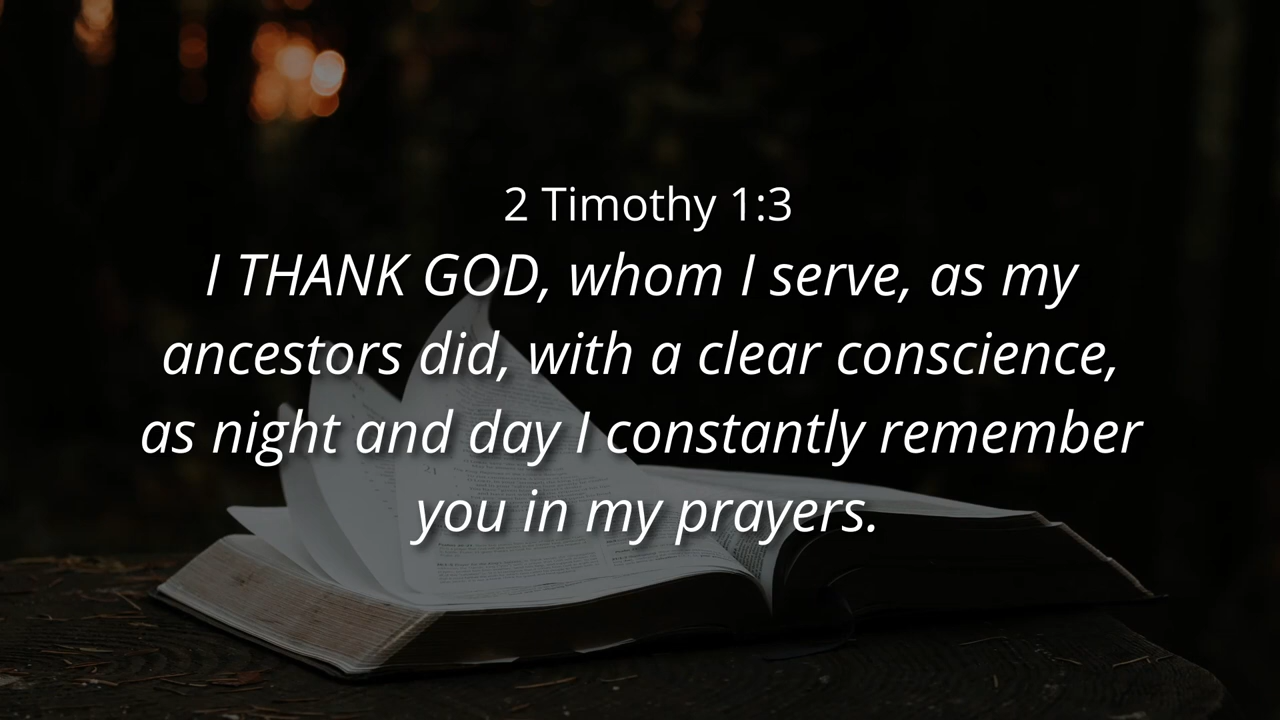 2 Timothy 1:3
I THANK GOD, whom I serve, as my
ancestors did, with a clear conscience,
as night and day I constantly remember
you in my prayers.